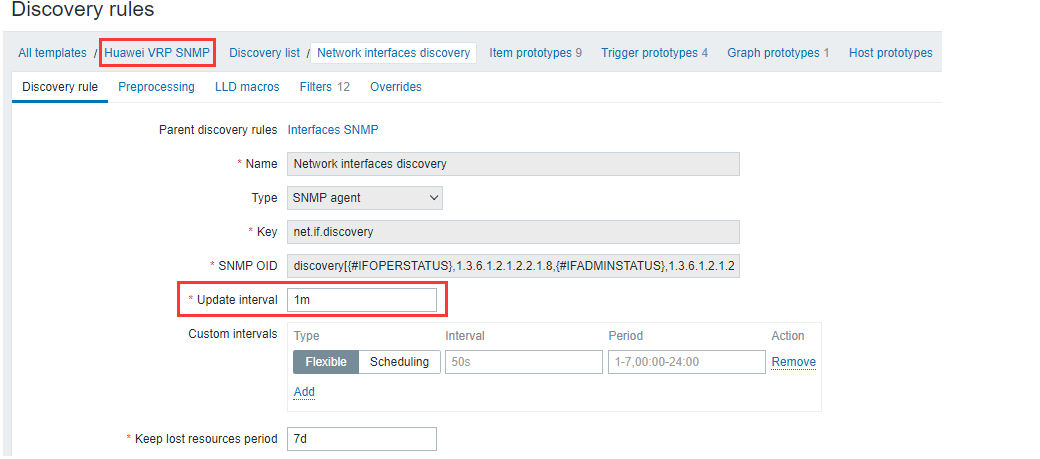 Discovery rules
All templates / Huawei VRP SNMP Discovery list / Network interfaces discovery Item prototypes 9 Trigger prototypes 4 Graph prototypes 1 Host prototypes
Discovery rule Preprocessing LLD macros Filters 12 Overrides
Parent discovery rules Interfaces SNMP
* Name Network interfaces discovery
Type SNMP agent
* Key net.if.discovery
* SNMP OID discovery[{#IFOPERSTATUS},1.3.6.1.2.1.2.2.1.8,{#IFADMINSTATUS},1.3.6.1.2.1.2
* Update interval 1m
Custom intervals Type Interval Period Action
Flexible Scheduling 50s 1-7,00:00-24:00 Remove
Add
* Keep lost resources period 7d